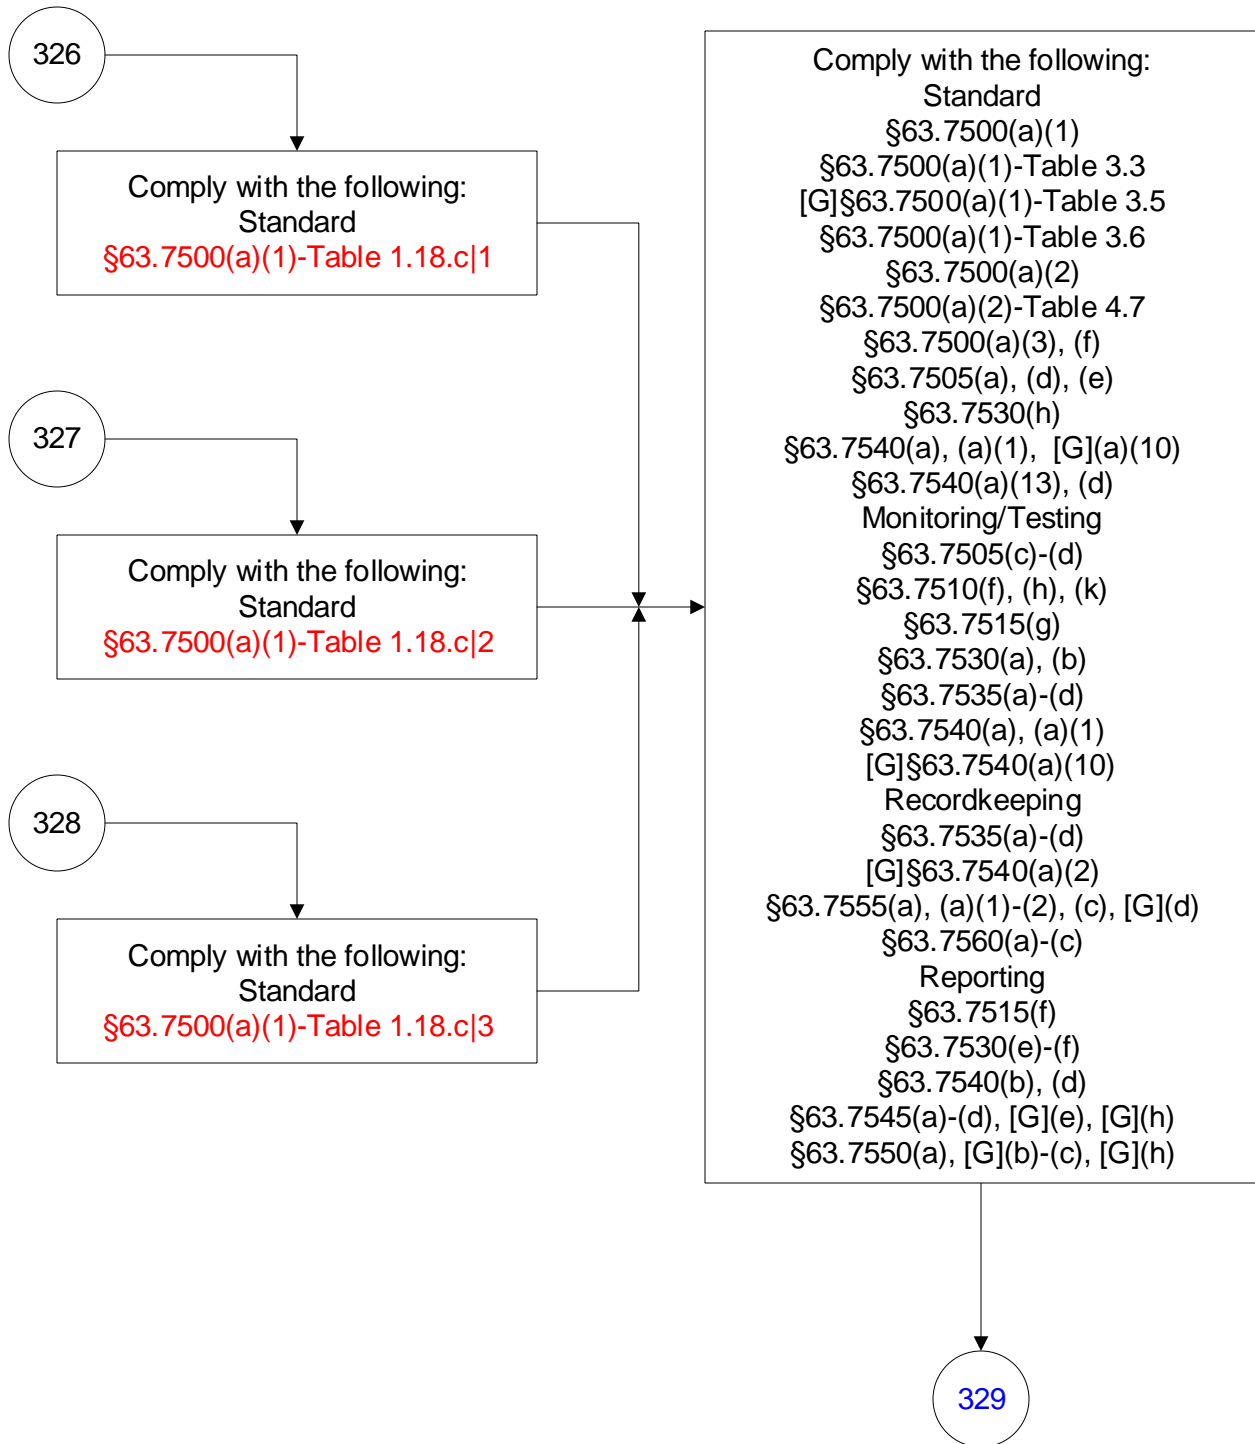 326
Comply with the following:
Standard
§63.7500(a)(1)-Table 1.18.c|1
327
Comply with the following:
Standard
§63.7500(a)(1)-Table 1.18.c|2
328
Comply with the following:
Standard
§63.7500(a)(1)-Table 1.18.c|3
Comply with the following:
Standard
§63.7500(a)(1)
§63.7500(a)(1)-Table 3.3
[G]§63.7500(a)(1)-Table 3.5
§63.7500(a)(1)-Table 3.6
§63.7500(a)(2)
§63.7500(a)(2)-Table 4.7
§63.7500(a)(3), (f)
§63.7505(a), (d), (e)
§63.7530(h)
§63.7540(a), (a)(1), [G](a)(10)
§63.7540(a)(13), (d)
Monitoring/Testing
§63.7505(c)-(d)
§63.7510(f), (h), (k)
§63.7515(g)
§63.7530(a), (b)
§63.7535(a)-(d)
§63.7540(a), (a)(1)
[G]§63.7540(a)(10)
Recordkeeping
§63.7535(a)-(d)
[G]§63.7540(a)(2)
§63.7555(a), (a)(1)-(2), (c), [G](d)
§63.7560(a)-(c)
Reporting
§63.7515(f)
§63.7530(e)-(f)
§63.7540(b), (d)
§63.7545(a)-(d), [G](e), [G](h)
§63.7550(a), [G](b)-(c), [G](h)
329